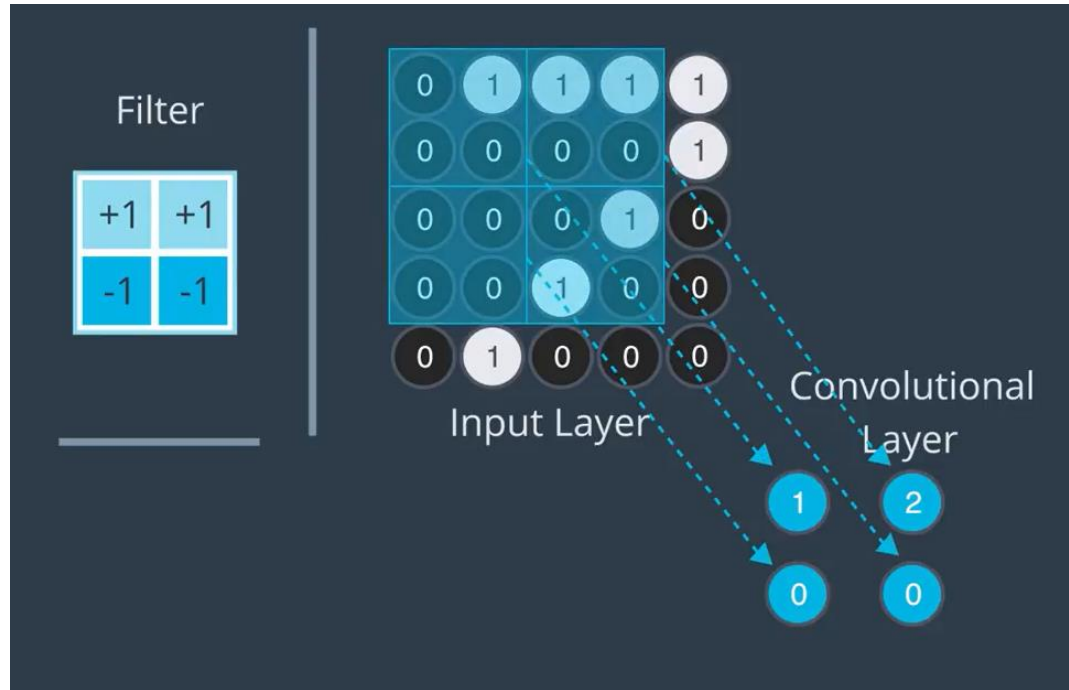 Filter
+1 +1
-1 -1
0 1 1 1 1
0 0 0 0 1
0 0 0 1 0
0 0 1 0 0
0 1 0 0 0
Input Layer
Convolutional
Layer
1 2
0 0